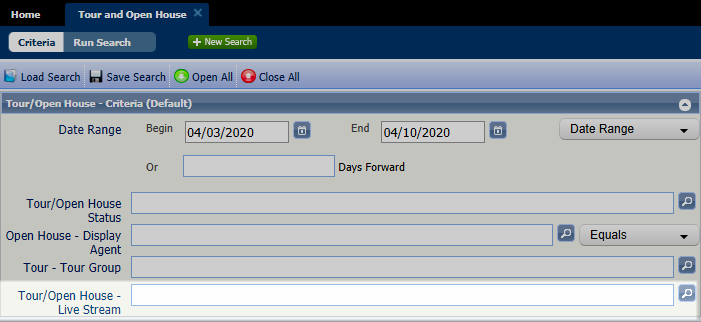 Home Tour and Open House
Criteria Run Search + New Search
Load Search Save Search Open All Close All
Tour/Open House - Criteria (Default)
Date Range Begin 04/03/2020 End 04/10/2020 Date Range
Or Days Forward
Tour/Open House
Status
Open House - Display Equals
Agent
Tour - Tour Group
Tour/Open House -
Live Stream